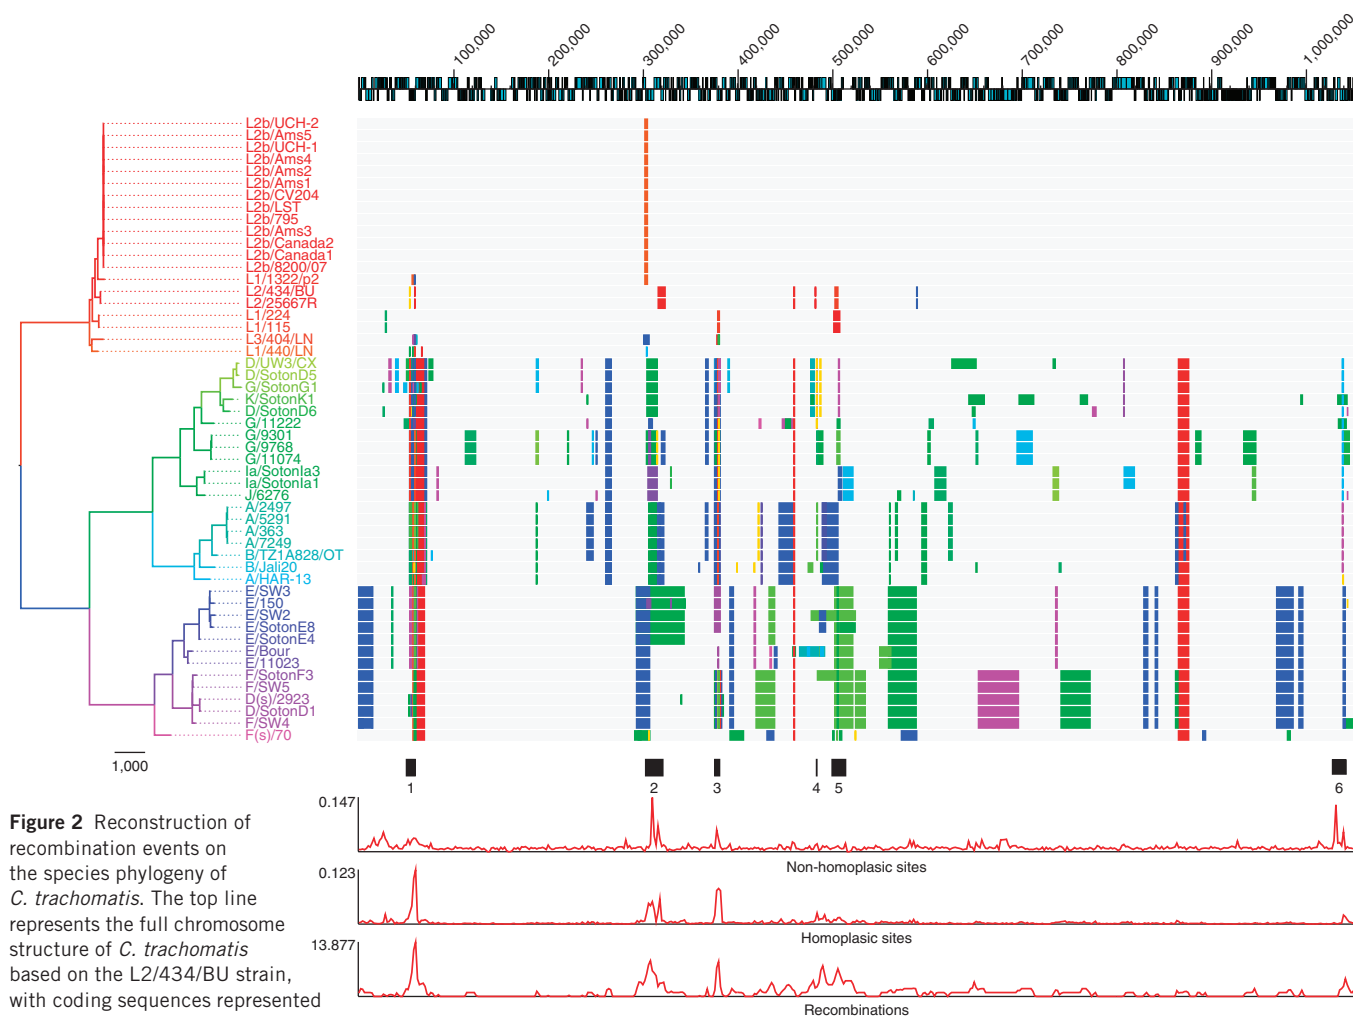 100,000
200,000
300,000
400,000
500,000
600,000
700,000
800,000
900,000
1,000,000
L2b/UCH-2
L2b/Ams5
L2b/UCH-1
L2b/Ams4
L2b/Ams2
L2b/Ams1
L2b/CV204
L2b/LST
L2b/795
L2b/Ams3
L2b/Canada2
L2b/Canada1
L2b/8200/07
L1/1322/p2
L2/434/BU
L2/25667R
L1/224
L1/115
L3/404/LN
L1/440/LN
D/UW3/CX
D/SotonD5
G/SotonG1
K/SotonK1
D/SotonD6
G/11222
G/9301
G/9768
G/11074
Ia/SotonIa3
Ia/SotonIa1
J/6276
A/2497
A/5291
A/363
A/7249
B/TZ1A828/OT
B/Jali20
A/HAR-13
E/SW3
E/150
E/SW2
E/SotonE8
E/SotonE4
E/Bour
E/11023
F/SotonF3
F/SW5
D(s)/2923
D/SotonD1
F/SW4
F(s)/70
1,000
1
2
3
4
5
6
0.147
Non-homoplasic sites
0.123
Homoplasic sites
13.877
Recombinations
Figure 2 Reconstruction of
recombination events on
the species phylogeny of
C. trachomatis. The top line
represents the full chromosome
structure of C. trachomatis
based on the L2/434/BU strain,
with coding sequences represented